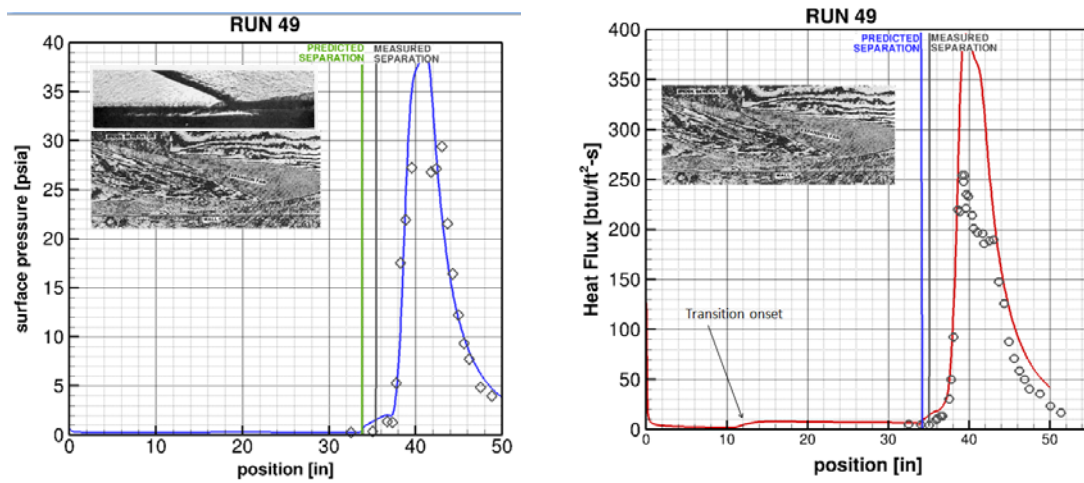 RUN 49
PREDICTED
SEPARATION
MEASURED
SEPARATION
surface pressure [psia]
40
35
30
25
20
15
10
5
0
0 10 20 30 40 50
position [in]
RUN 49
PREDICTED
SEPARATION
MEASURED
SEPARATION
Heat Flux [btu/ft²-s]
400
350
300
250
200
150
100
50
0
Transition onset
0 10 20 30 40 50
position [in]